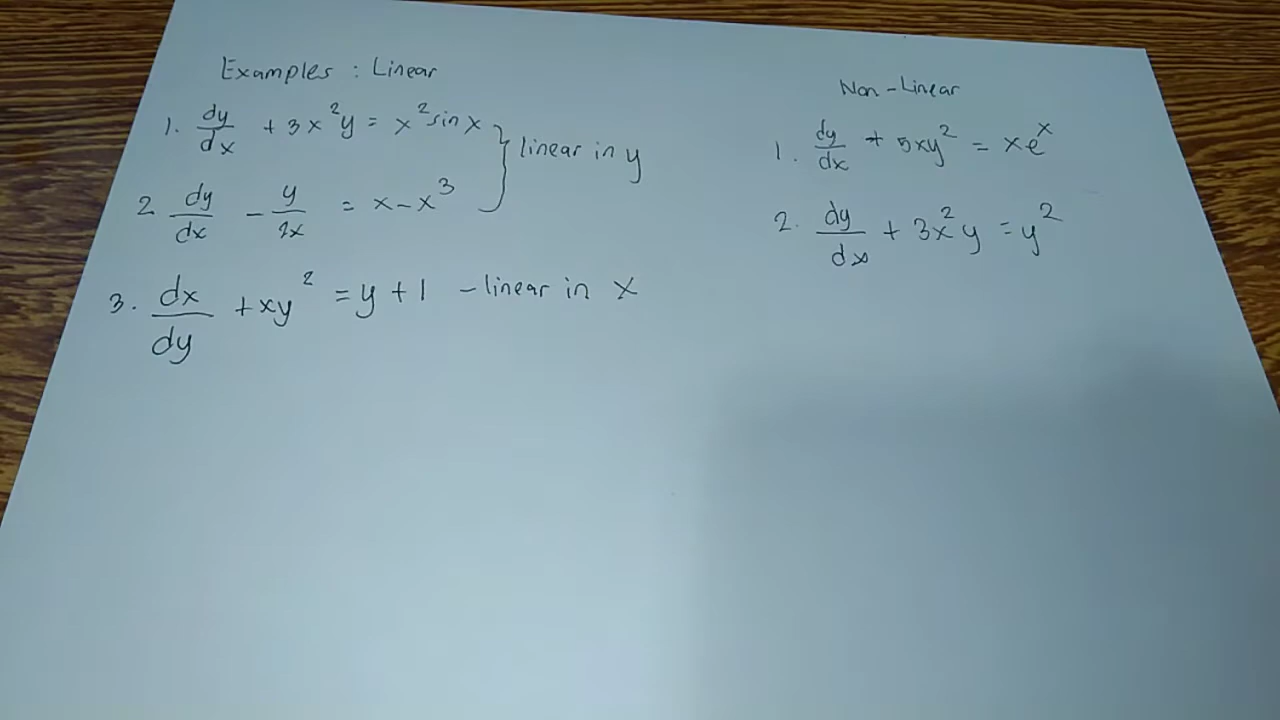 Examples : Linear
1. dy/dx + 3x²y = x² sin x
2. dy/dx - y/2x = x - x³
} linear in y
3. dx/dy + xy² = y + 1 - linear in x
Non-Linear
1. dy/dx + 5xy² = xeˣ
2. dy/dx + 3x²y = y²